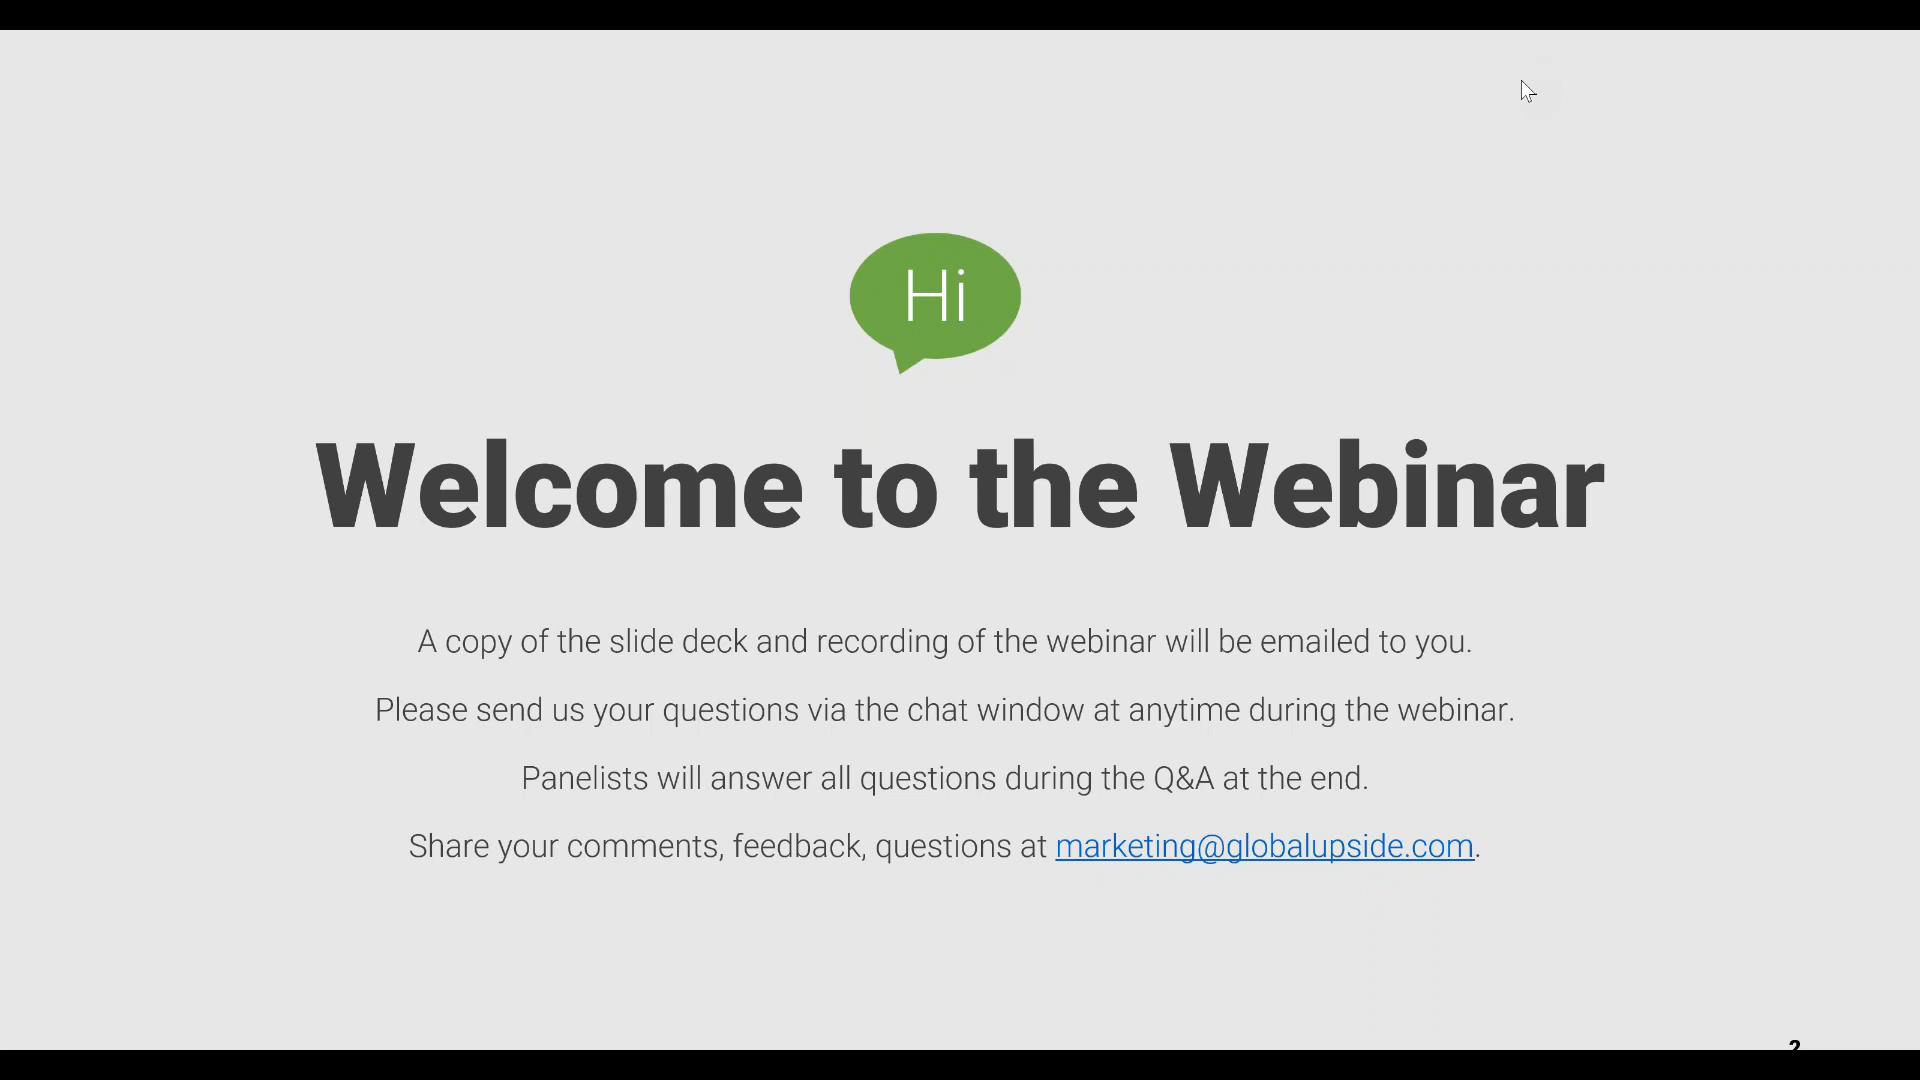 Hi
Welcome to the Webinar
A copy of the slide deck and recording of the webinar will be emailed to you.
Please send us your questions via the chat window at anytime during the webinar.
Panelists will answer all questions during the Q&A at the end.
Share your comments, feedback, questions at marketing@globalupside.com.
2